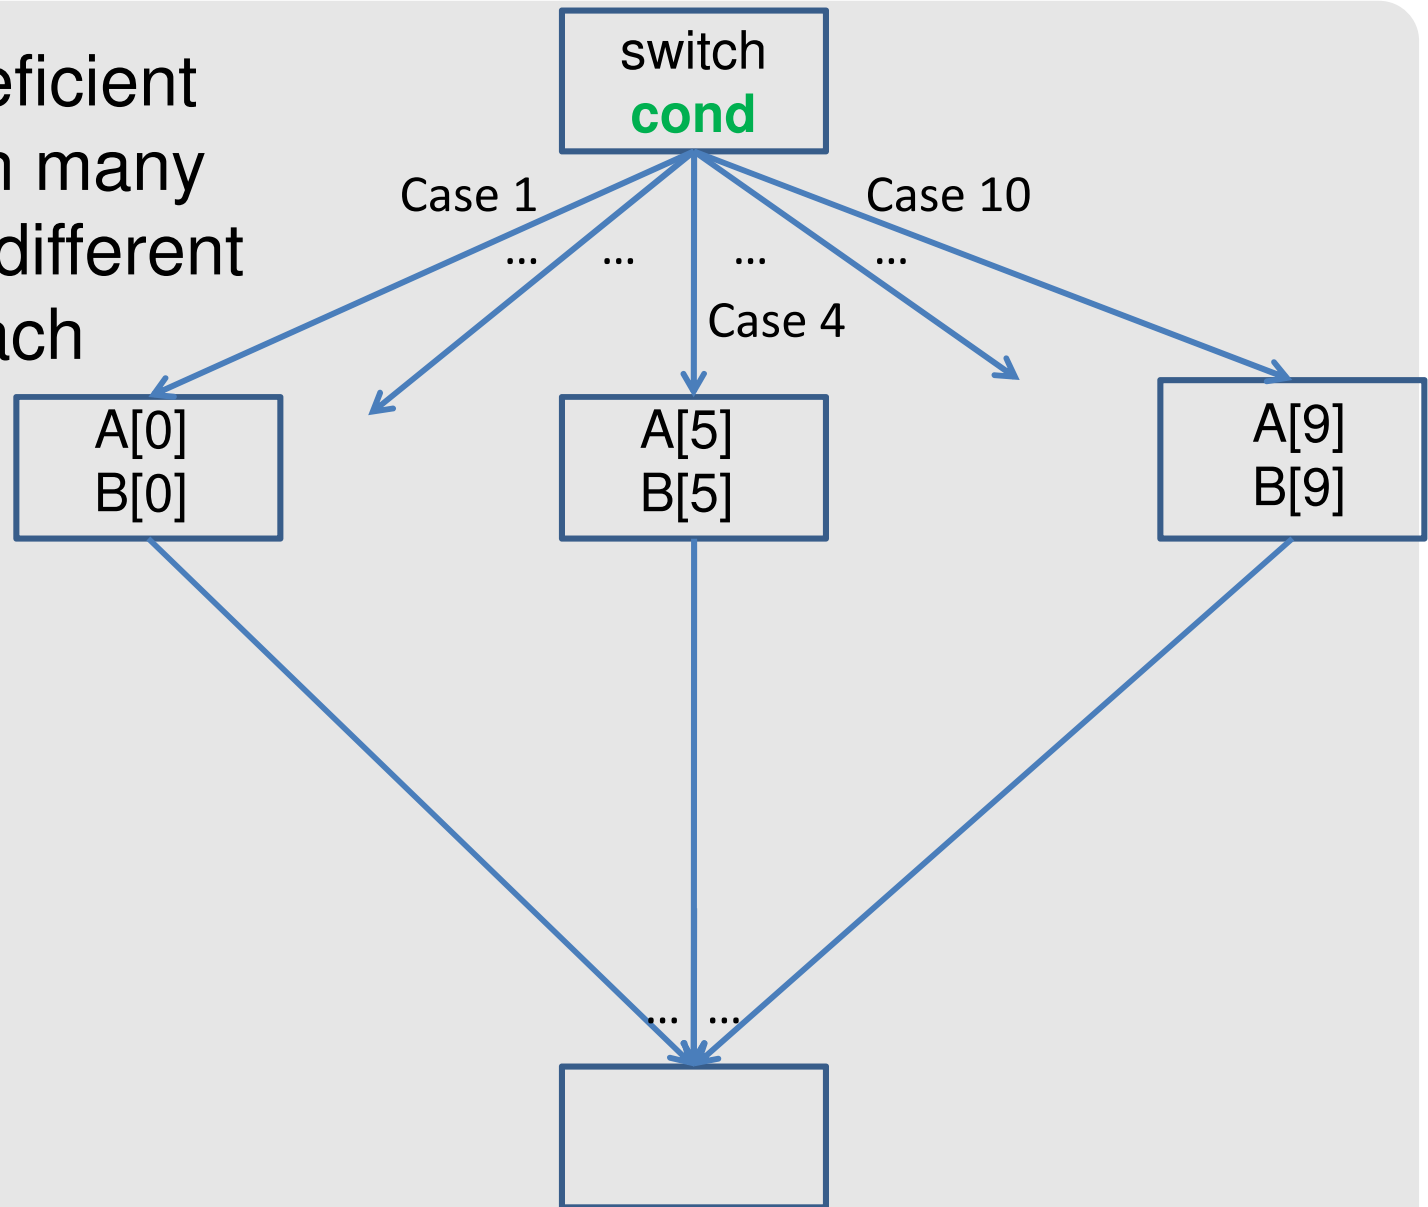 eficient
n many
different
ach
switch
cond
Case 1
Case 10
... ... ... ...
Case 4
A[0]
B[0]
A[5]
B[5]
A[9]
B[9]
... ...